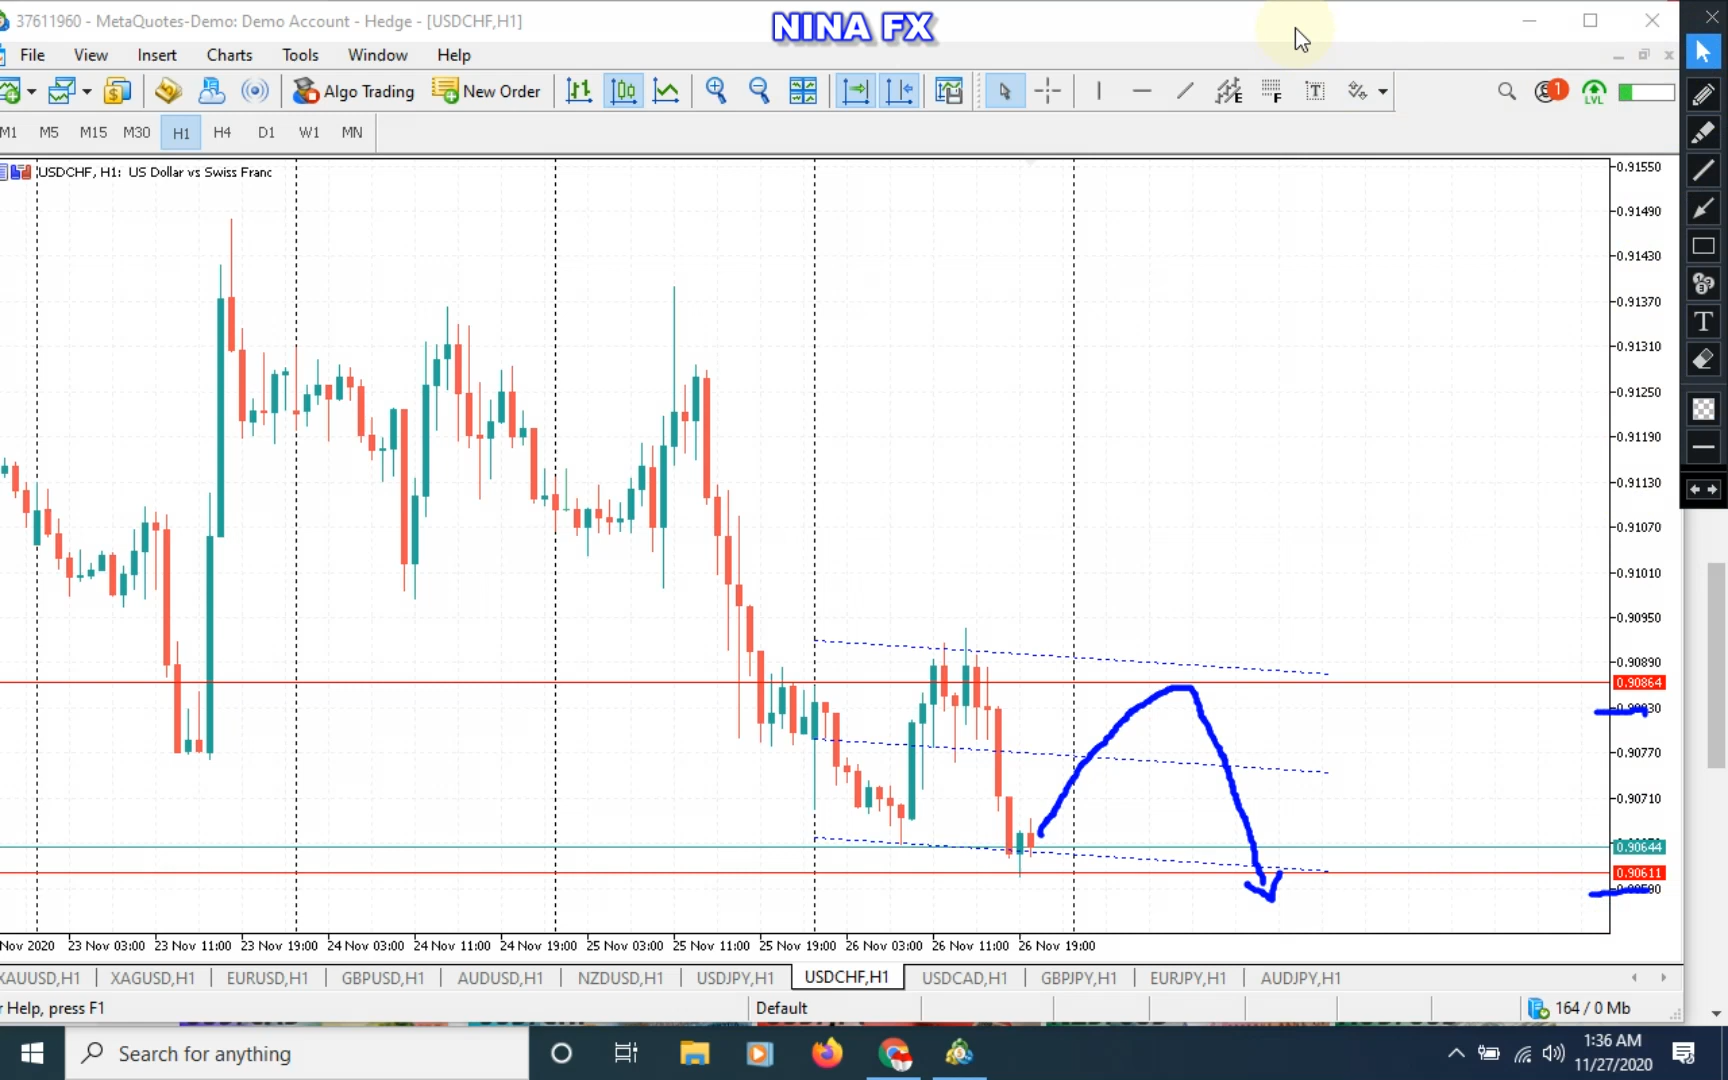 37611960 - MetaQuotes-Demo: Demo Account - Hedge - [USDCHF,H1]
NINA FX
File View Insert Charts Tools Window Help
Algo Trading New Order
E F T 1 LVL
M1 M5 M15 M30 H1 H4 D1 W1 MN
USDCHF, H1: US Dollar vs Swiss Franc
0.91550
0.91490
0.91430
0.91370
0.91310
0.91250
0.91190
0.91130
0.91070
0.91010
0.90950
0.90890
0.90864
0.90830
0.90770
0.90710
0.90644
0.90611
0.90590
Nov 2020 23 Nov 03:00 23 Nov 11:00 23 Nov 19:00 24 Nov 03:00 24 Nov 11:00 24 Nov 19:00 25 Nov 03:00 25 Nov 11:00 25 Nov 19:00 26 Nov 03:00 26 Nov 11:00 26 Nov 19:00
XAUUSD,H1 XAGUSD,H1 EURUSD,H1 GBPUSD,H1 AUDUSD,H1 NZDUSD,H1 USDJPY,H1 USDCHF,H1 USDCAD,H1 GBPJPY,H1 EURJPY,H1 AUDJPY,H1
r Help, press F1 Default 164 / 0 Mb
Search for anything
1:36 AM
11/27/2020